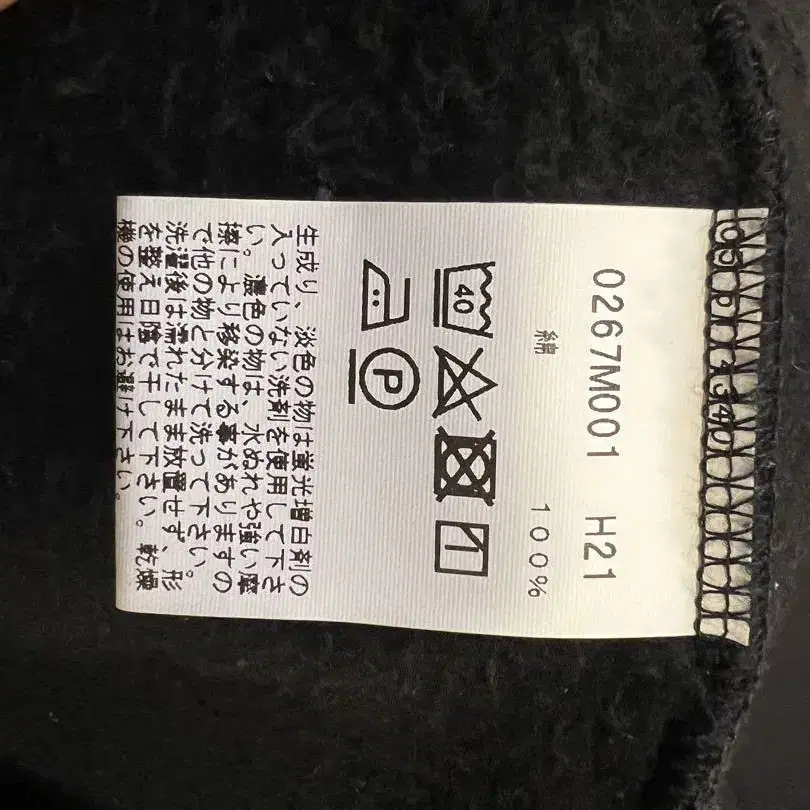 0267M001 H21
綿 100%
40
P
生成り、淡色の物は蛍光増白剤の
入っていない洗剤を使用して下さ
い。濃色の物は、水ぬれや強い摩
擦により移染する事がありますの
で他の物と分けて洗って下さい。
洗濯後は濡れたまま放置せず、形
を整え日陰で干して下さい。乾燥
機の使用はお避け下さい。